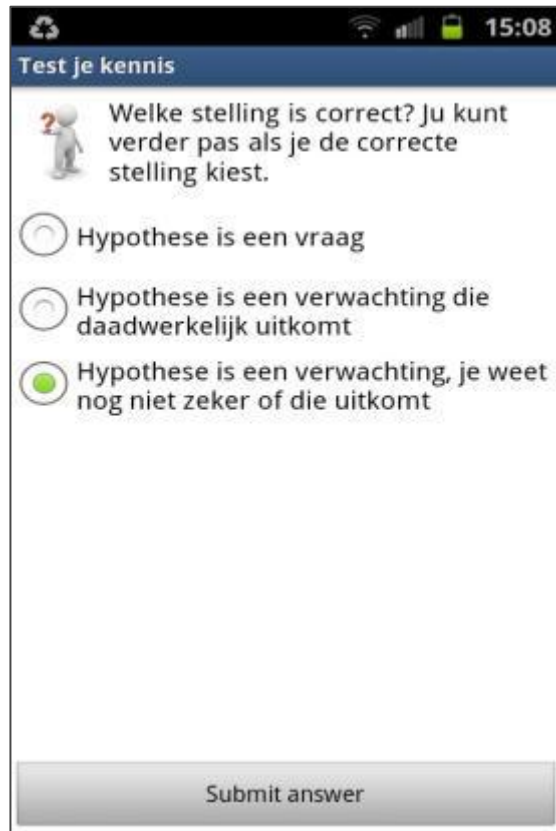 15:08
Test je kennis
Welke stelling is correct? Ju kunt
verder pas als je de correcte
stelling kiest.
Hypothese is een vraag
Hypothese is een verwachting die
daadwerkelijk uitkomt
Hypothese is een verwachting, je weet
nog niet zeker of die uitkomt
Submit answer